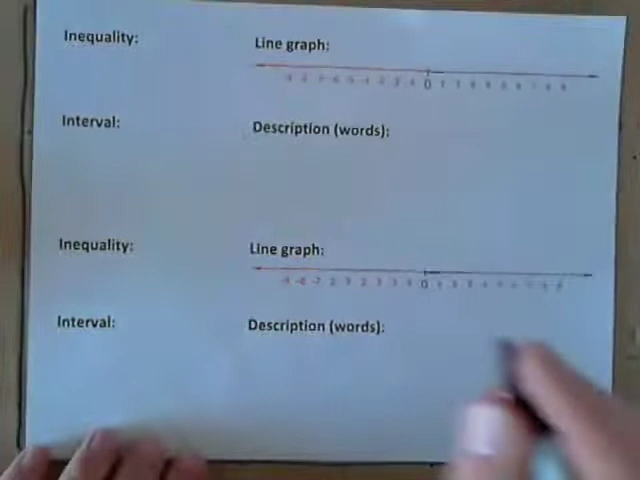 Inequality:
Line graph:
0
Interval:
Description (words):
Inequality:
Line graph:
0
Interval:
Description (words):